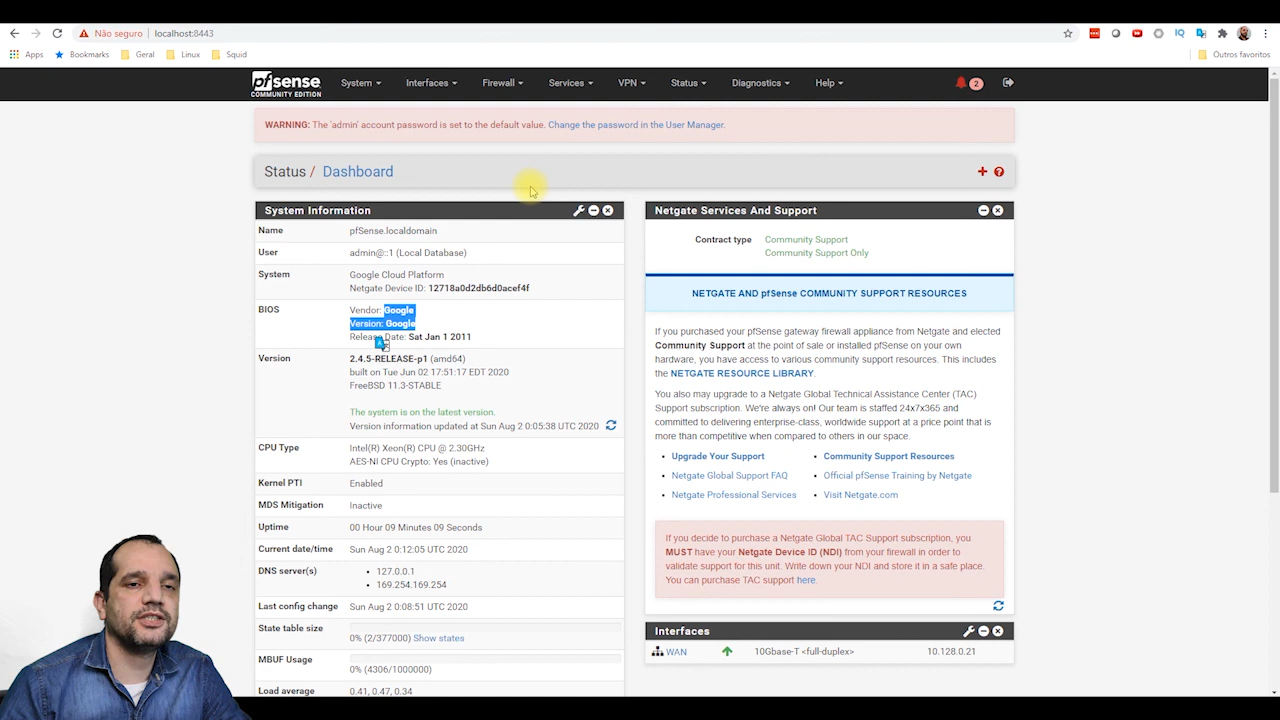 Não seguro localhost:8443
Apps Bookmarks Geral Linux Squid Outros favoritos
pfsense System Interfaces Firewall Services VPN Status Diagnostics Help 2
COMMUNITY EDITION
WARNING: The 'admin' account password is set to the default value. Change the password in the User Manager.
Status / Dashboard
System Information
Name pfSense.localdomain
User admin@::1 (Local Database)
System Google Cloud Platform
Netgate Device ID: 12718a0d2db6d0acef4f
BIOS Vendor: Google
Version: Google
Release Date: Sat Jan 1 2011
Version 2.4.5-RELEASE-p1 (amd64)
built on Tue Jun 02 17:51:17 EDT 2020
FreeBSD 11.3-STABLE
The system is on the latest version.
Version information updated at Sun Aug 2 0:05:38 UTC 2020
CPU Type Intel(R) Xeon(R) CPU @ 2.30GHz
AES-NI CPU Crypto: Yes (inactive)
Kernel PTI Enabled
MDS Mitigation Inactive
Uptime 00 Hour 09 Minutes 09 Seconds
Current date/time Sun Aug 2 0:12:05 UTC 2020
DNS server(s) • 127.0.0.1
• 169.254.169.254
Last config change Sun Aug 2 0:08:51 UTC 2020
State table size
0% (2/377000) Show states
MBUF Usage
0% (4306/1000000)
Load average 0.41, 0.47, 0.34
Netgate Services And Support
Contract type Community Support
Community Support Only
NETGATE AND pfSense COMMUNITY SUPPORT RESOURCES
If you purchased your pfSense gateway firewall appliance from Netgate and elected
Community Support at the point of sale or installed pfSense on your own
hardware, you have access to various community support resources. This includes
the NETGATE RESOURCE LIBRARY.
You also may upgrade to a Netgate Global Technical Assistance Center (TAC)
Support subscription. We're always on! Our team is staffed 24x7x365 and
committed to delivering enterprise-class, worldwide support at a price point that is
more than competitive when compared to others in our space.
• Upgrade Your Support • Community Support Resources
• Netgate Global Support FAQ • Official pfSense Training by Netgate
• Netgate Professional Services • Visit Netgate.com
If you decide to purchase a Netgate Global TAC Support subscription, you
MUST have your Netgate Device ID (NDI) from your firewall in order to
validate support for this unit. Write down your NDI and store it in a safe place.
You can purchase TAC support here.
Interfaces
WAN 10Gbase-T <full-duplex> 10.128.0.21